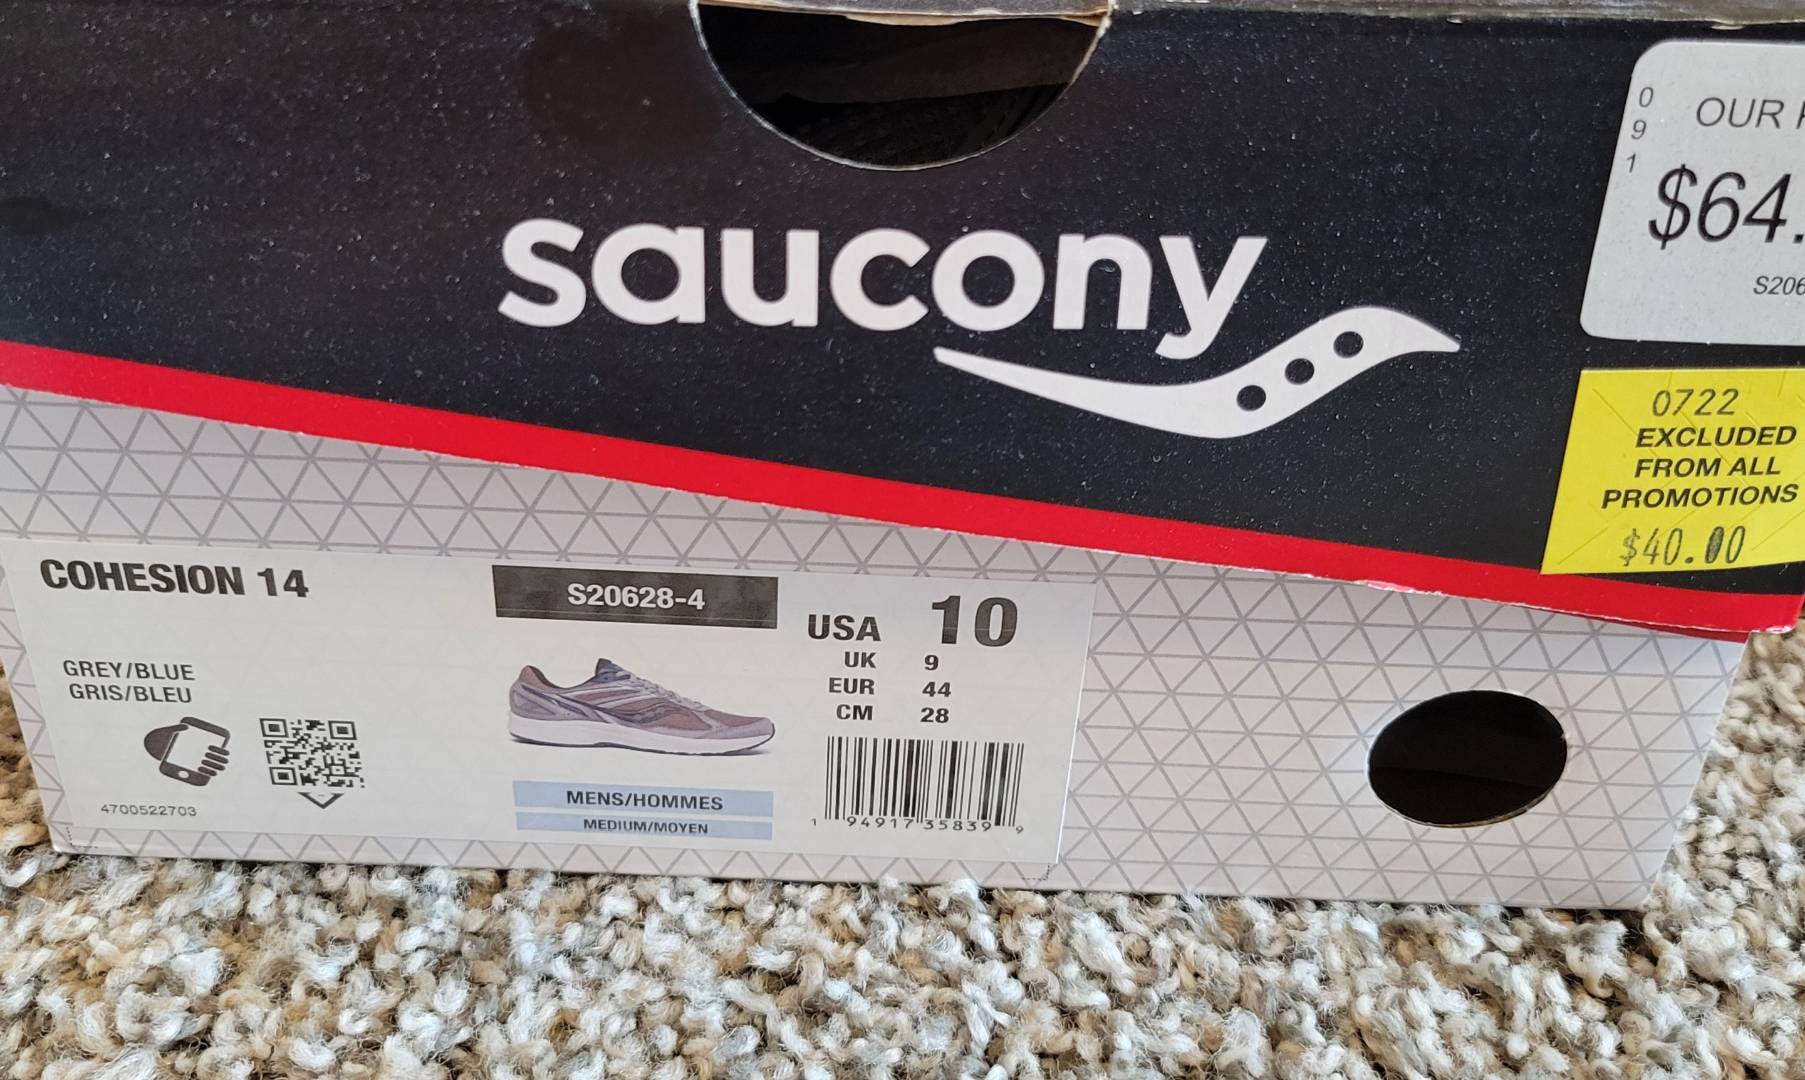 saucony
0
9
1
OUR
$64.
S206
0722
EXCLUDED
FROM ALL
PROMOTIONS
$40.00
COHESION 14
GREY/BLUE
GRIS/BLEU
4700522703
S20628-4
MENS/HOMMES
MEDIUM/MOYEN
USA 10
UK 9
EUR 44
CM 28
1 94917 35839 9